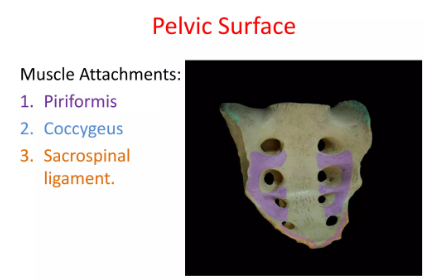 Pelvic Surface
Muscle Attachments:
1. Piriformis
2. Coccygeus
3. Sacrospinal
ligament.